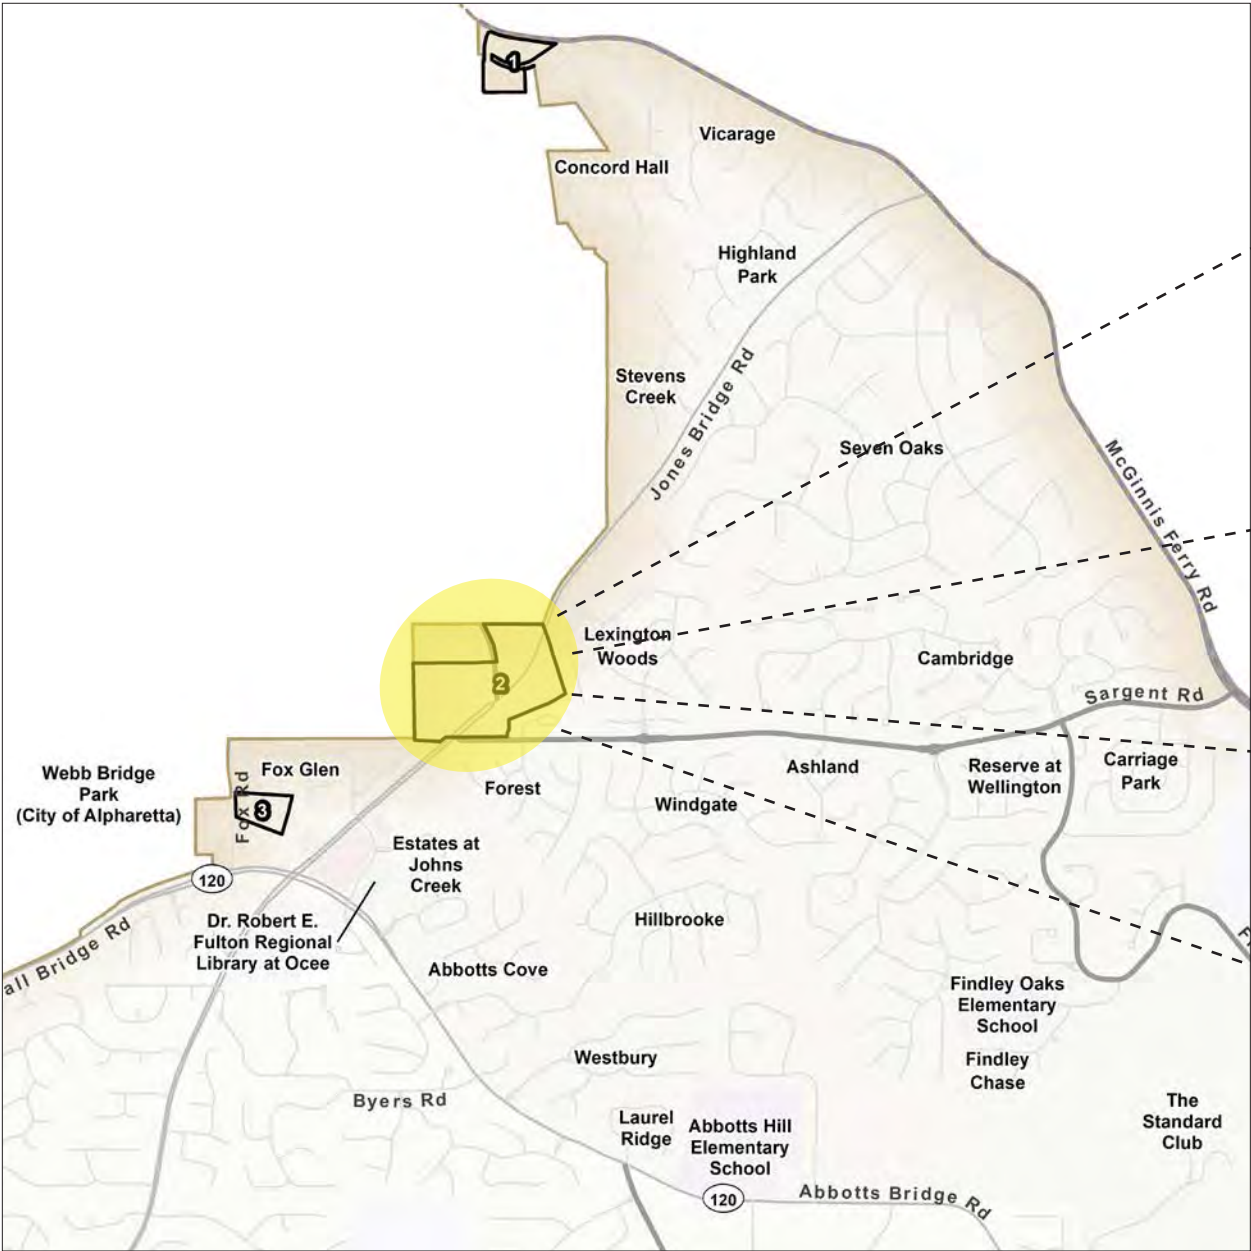 1
Vicarage
Concord Hall
Highland
Park
Stevens
Creek
Jones Bridge Rd
Seven Oaks
McGinnis Ferry Rd
Lexington
Woods
2
Cambridge
Sargent Rd
Webb Bridge
Park
(City of Alpharetta)
Fox Glen
Fox Rd
3
Forest
Ashland
Windgate
Reserve at
Wellington
Carriage
Park
Estates at
Johns
Creek
120
Dr. Robert E.
Fulton Regional
Library at Ocee
all Bridge Rd
Hillbrooke
Abbotts Cove
Findley Oaks
Elementary
School
Westbury
Findley
Chase
Byers Rd
Laurel
Ridge
Abbotts Hill
Elementary
School
The
Standard
Club
120
Abbotts Bridge Rd